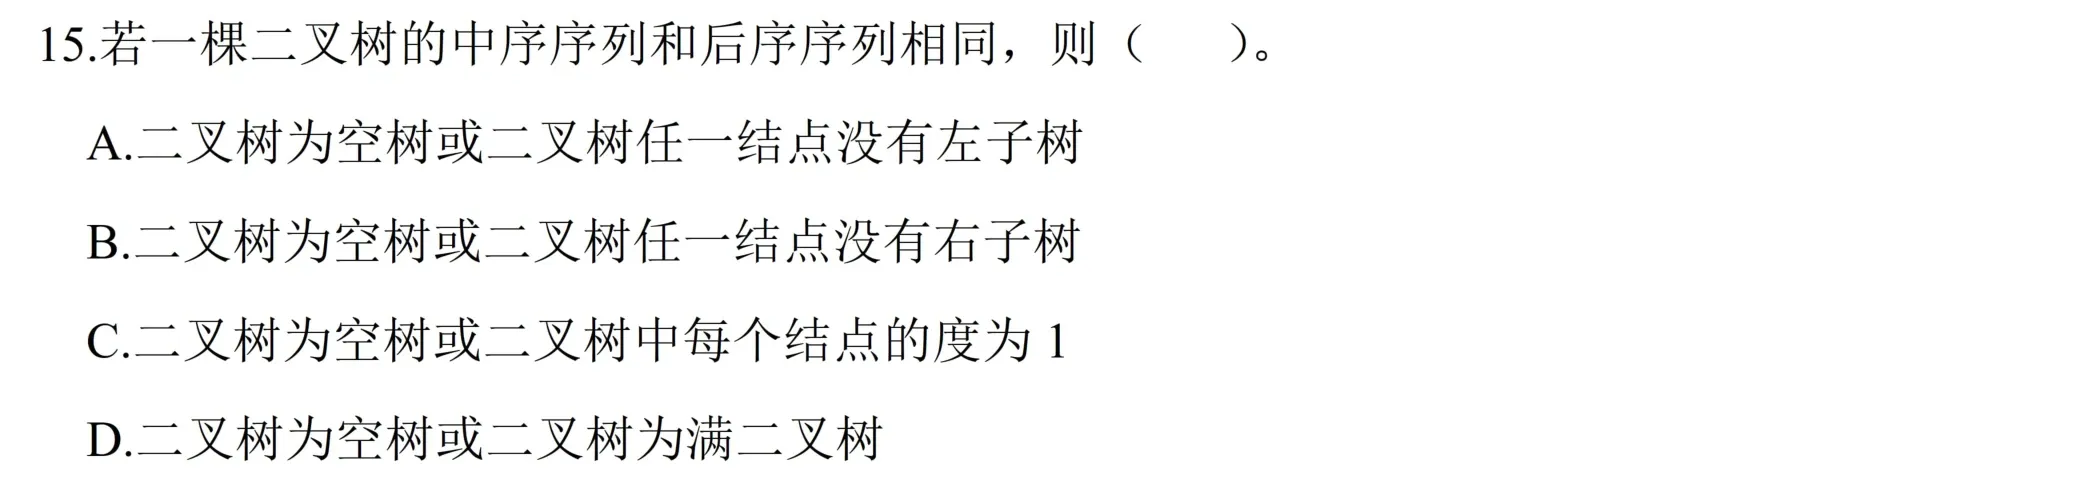 15.若一棵二叉树的中序序列和后序序列相同，则（　　）。
A.二叉树为空树或二叉树任一结点没有左子树
B.二叉树为空树或二叉树任一结点没有右子树
C.二叉树为空树或二叉树中每个结点的度为 1
D.二叉树为空树或二叉树为满二叉树